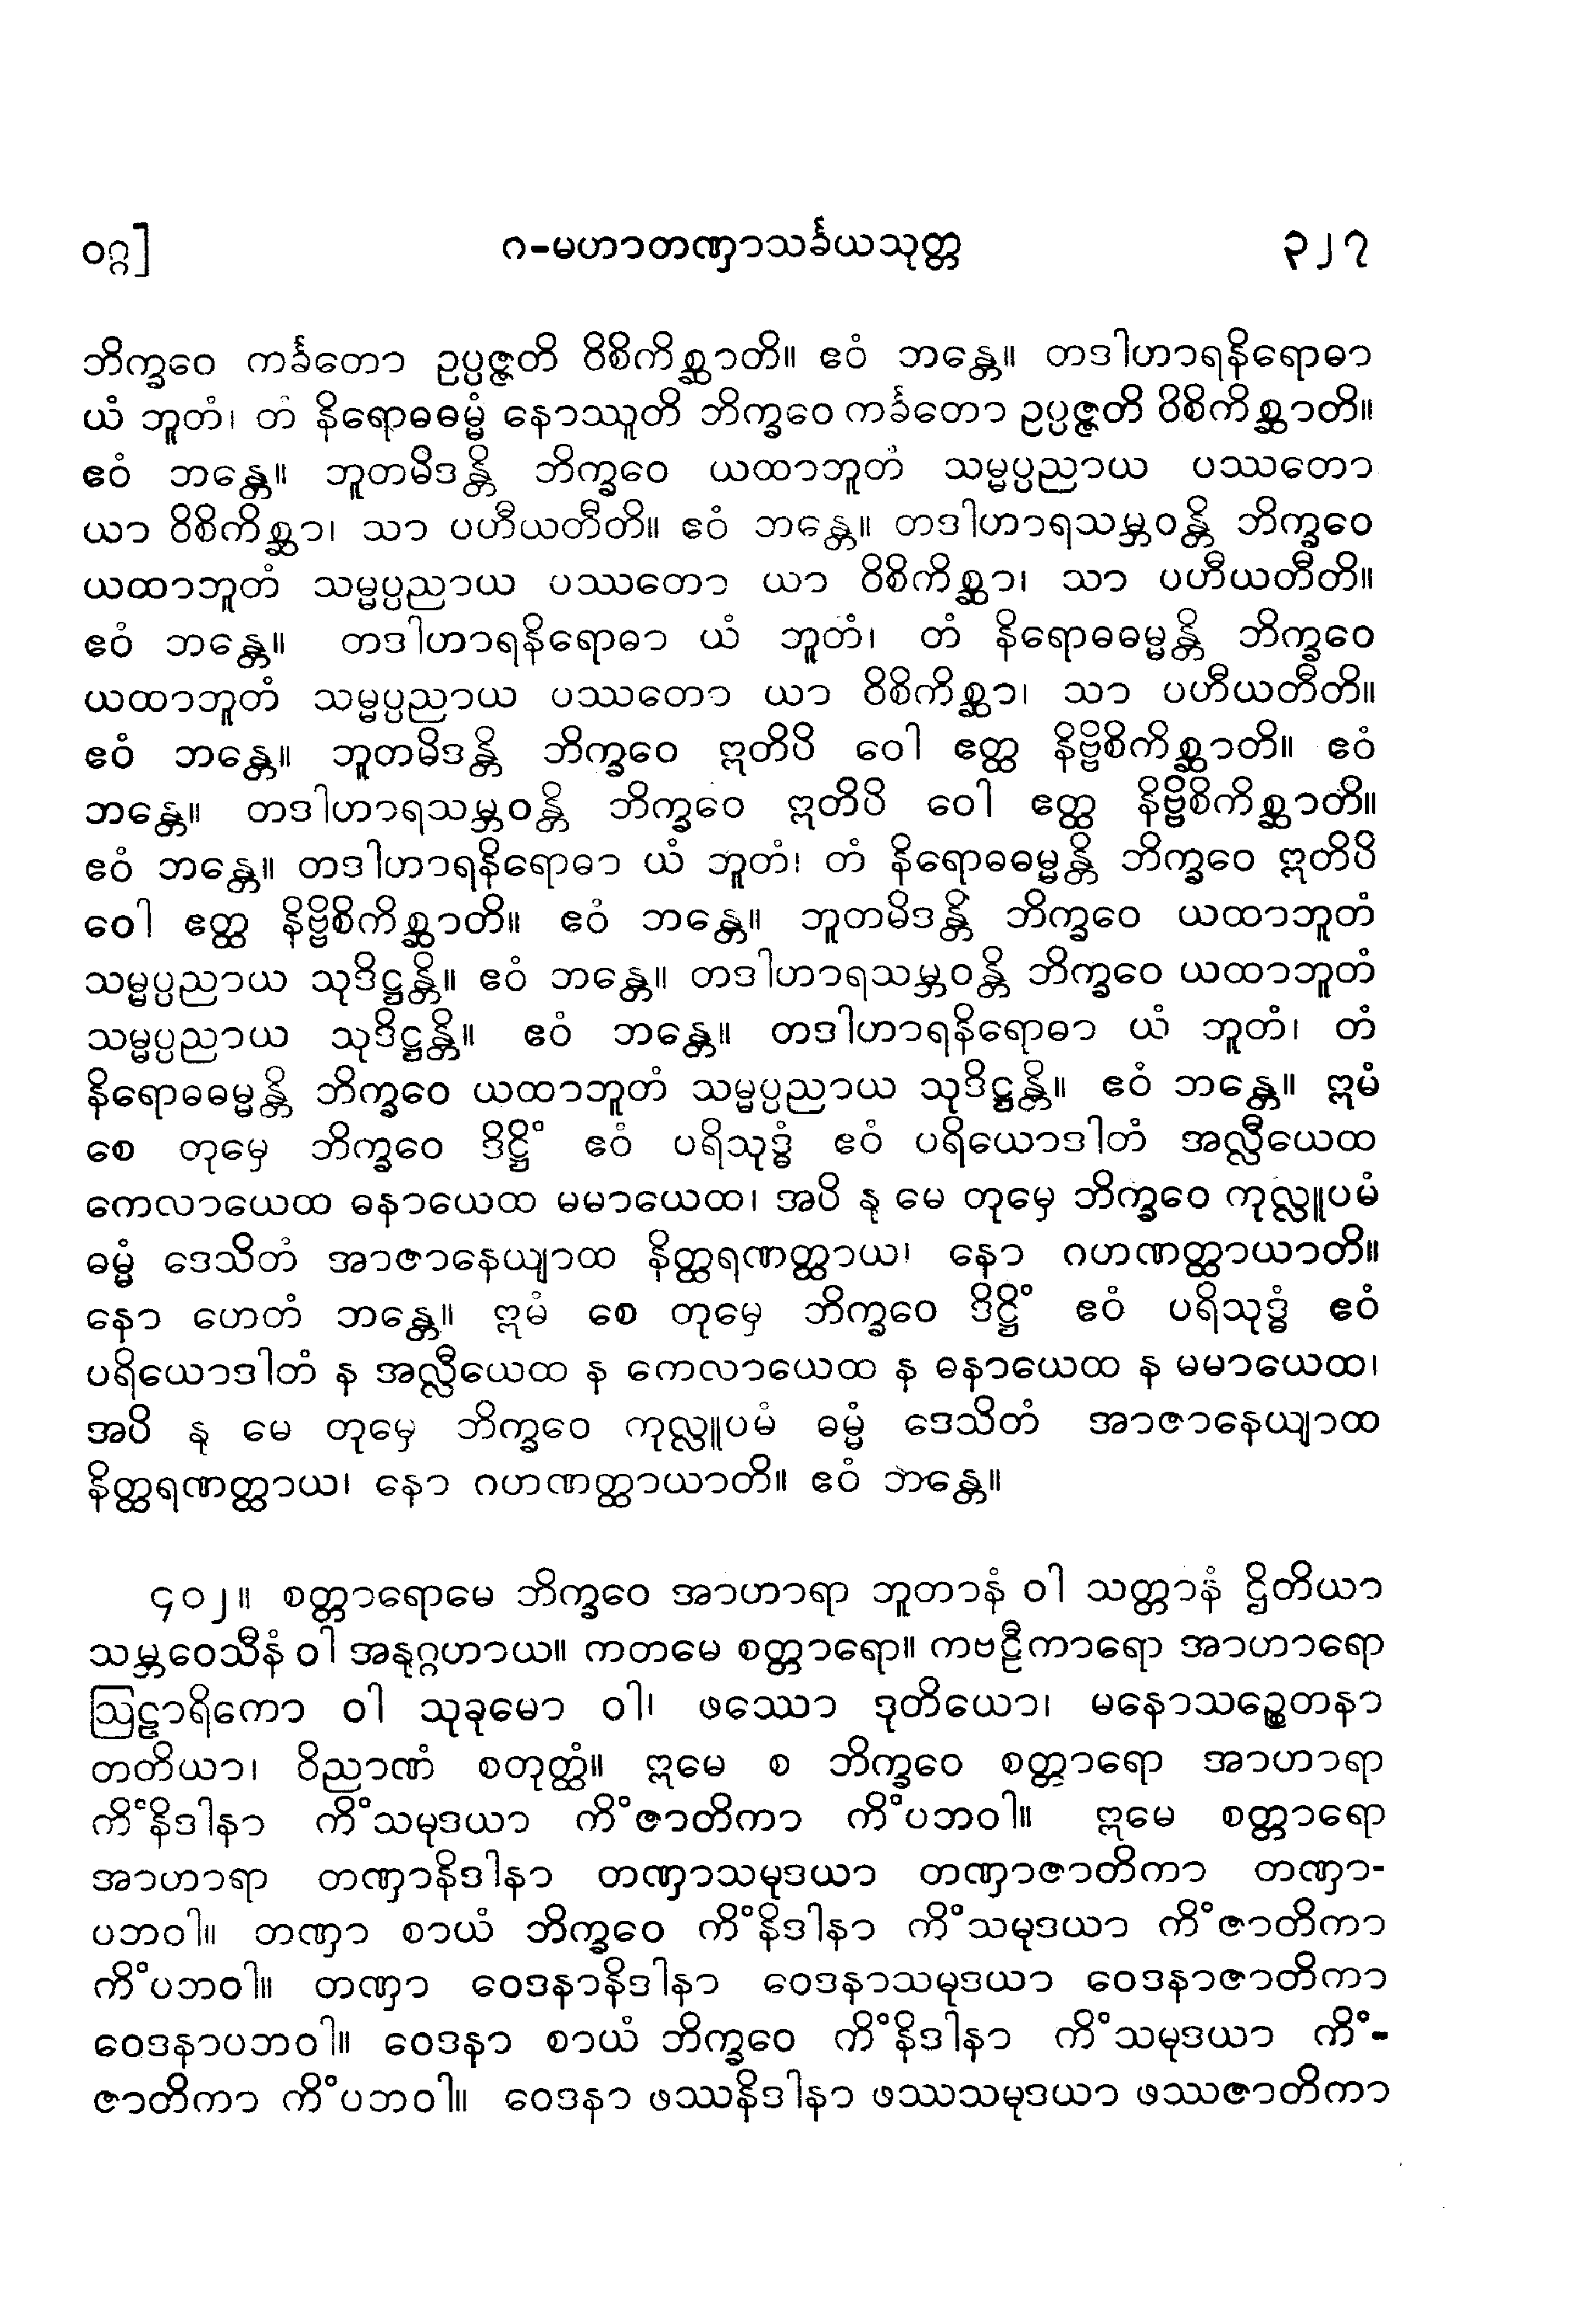 ဝဂ္ဂ]
ဂ-မဟာတဏှာသင်္ခယသုတ္တ
၃၂၇
ဘိက္ခဝေ ကင်္ခတော ဥပ္ပဇ္ဇတိ ဝိစိကိစ္ဆာတိ။ ဧဝံ ဘန္တေ။ တဒါဟာရနိရောဓာ
ယံ ဘူတံ၊ တံ နိရောဓဓမ္မံ နောဿူတိ ဘိက္ခဝေ ကင်္ခတော ဥပ္ပဇ္ဇတိ ဝိစိကိစ္ဆာတိ။
ဧဝံ ဘန္တေ။ ဘူတမိဒန္တိ ဘိက္ခဝေ ယထာဘူတံ သမ္မပ္ပညာယ ပဿတော
ယာ ဝိစိကိစ္ဆာ၊ သာ ပဟီယတီတိ။ ဧဝံ ဘန္တေ။ တဒါဟာရသမ္ဘဝန္တိ ဘိက္ခဝေ
ယထာဘူတံ သမ္မပ္ပညာယ ပဿတော ယာ ဝိစိကိစ္ဆာ၊ သာ ပဟီယတီတိ။
ဧဝံ ဘန္တေ။ တဒါဟာရနိရောဓာ ယံ ဘူတံ၊ တံ နိရောဓဓမ္မန္တိ ဘိက္ခဝေ
ယထာဘူတံ သမ္မပ္ပညာယ ပဿတော ယာ ဝိစိကိစ္ဆာ၊ သာ ပဟီယတီတိ။
ဧဝံ ဘန္တေ။ ဘူတမိဒန္တိ ဘိက္ခဝေ ဣတိပိ ဝေါ ဧတ္ထ နိဗ္ဗိစိကိစ္ဆာတိ။ ဧဝံ
ဘန္တေ။ တဒါဟာရသမ္ဘဝန္တိ ဘိက္ခဝေ ဣတိပိ ဝေါ ဧတ္ထ နိဗ္ဗိစိကိစ္ဆာတိ။
ဧဝံ ဘန္တေ။ တဒါဟာရနိရောဓာ ယံ ဘူတံ၊ တံ နိရောဓဓမ္မန္တိ ဘိက္ခဝေ ဣတိပိ
ဝေါ ဧတ္ထ နိဗ္ဗိစိကိစ္ဆာတိ။ ဧဝံ ဘန္တေ။ ဘူတမိဒန္တိ ဘိက္ခဝေ ယထာဘူတံ
သမ္မပ္ပညာယ သုဒိဋ္ဌန္တိ။ ဧဝံ ဘန္တေ။ တဒါဟာရသမ္ဘဝန္တိ ဘိက္ခဝေ ယထာဘူတံ
သမ္မပ္ပညာယ သုဒိဋ္ဌန္တိ။ ဧဝံ ဘန္တေ။ တဒါဟာရနိရောဓာ ယံ ဘူတံ၊ တံ
နိရောဓဓမ္မန္တိ ဘိက္ခဝေ ယထာဘူတံ သမ္မပ္ပညာယ သုဒိဋ္ဌန္တိ။ ဧဝံ ဘန္တေ။ ဣမံ
စေ တုမှေ ဘိက္ခဝေ ဒိဋ္ဌိံ ဧဝံ ပရိသုဒ္ဓံ ဧဝံ ပရိယောဒါတံ အလ္လီယေထ
ကေလာယေထ ဓနာယေထ မမာယေထ၊ အပိ နု မေ တုမှေ ဘိက္ခဝေ ကုလ္လူပမံ
ဓမ္မံ ဒေသိတံ အာဇာနေယျာထ နိတ္ထရဏတ္ထာယ၊ နော ဂဟဏတ္ထာယာတိ။
နော ဟေတံ ဘန္တေ။ ဣမံ စေ တုမှေ ဘိက္ခဝေ ဒိဋ္ဌိံ ဧဝံ ပရိသုဒ္ဓံ ဧဝံ
ပရိယောဒါတံ န အလ္လီယေထ န ကေလာယေထ န ဓနာယေထ န မမာယေထ၊
အပိ နု မေ တုမှေ ဘိက္ခဝေ ကုလ္လူပမံ ဓမ္မံ ဒေသိတံ အာဇာနေယျာထ
နိတ္ထရဏတ္ထာယ၊ နော ဂဟဏတ္ထာယာတိ။ ဧဝံ ဘန္တေ။
၄၀၂။ စတ္တာရောမေ ဘိက္ခဝေ အာဟာရာ ဘူတာနံ ဝါ သတ္တာနံ ဌိတိယာ
သမ္ဘဝေသီနံ ဝါ အနုဂ္ဂဟာယ။ ကတမေ စတ္တာရော။ ကဗဠီကာရော အာဟာရော
ဩဠာရိကော ဝါ သုခုမော ဝါ၊ ဖဿော ဒုတိယော၊ မနောသဉ္စေတနာ
တတိယာ၊ ဝိညာဏံ စတုတ္ထံ။ ဣမေ စ ဘိက္ခဝေ စတ္တာရော အာဟာရာ
ကိံနိဒါနာ ကိံသမုဒယာ ကိံဇာတိကာ ကိံပဘဝါ။ ဣမေ စတ္တာရော
အာဟာရာ တဏှာနိဒါနာ တဏှာသမုဒယာ တဏှာဇာတိကာ တဏှာ-
ပဘဝါ။ တဏှာ စာယံ ဘိက္ခဝေ ကိံနိဒါနာ ကိံသမုဒယာ ကိံဇာတိကာ
ကိံပဘဝါ။ တဏှာ ဝေဒနာနိဒါနာ ဝေဒနာသမုဒယာ ဝေဒနာဇာတိကာ
ဝေဒနာပဘဝါ။ ဝေဒနာ စာယံ ဘိက္ခဝေ ကိံနိဒါနာ ကိံသမုဒယာ ကိံ-
ဇာတိကာ ကိံပဘဝါ။ ဝေဒနာ ဖဿနိဒါနာ ဖဿသမုဒယာ ဖဿဇာတိကာ